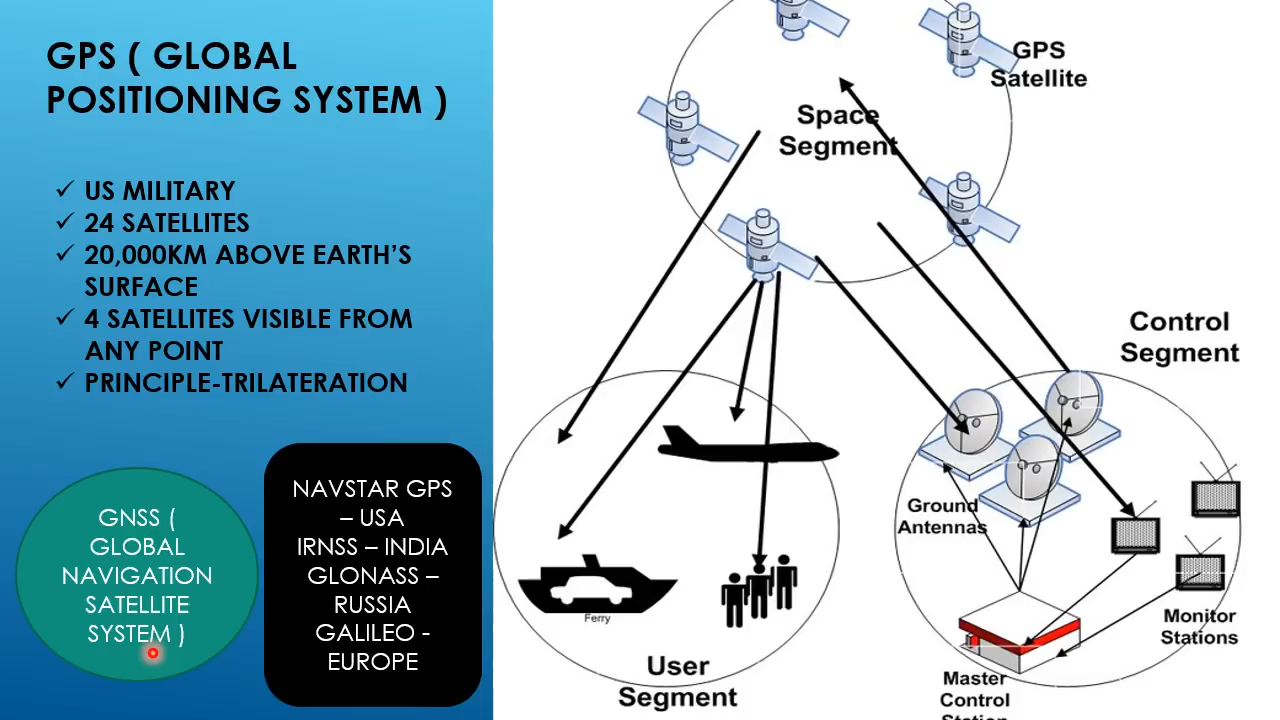 GPS ( GLOBAL
POSITIONING SYSTEM )
✓ US MILITARY
✓ 24 SATELLITES
✓ 20,000KM ABOVE EARTH’S
SURFACE
✓ 4 SATELLITES VISIBLE FROM
ANY POINT
✓ PRINCIPLE-TRILATERATION
GNSS (
GLOBAL
NAVIGATION
SATELLITE
SYSTEM )
NAVSTAR GPS
– USA
IRNSS – INDIA
GLONASS –
RUSSIA
GALILEO -
EUROPE
GPS
Satellite
Space
Segment
Control
Segment
Ground
Antennas
Ferry
Monitor
Stations
User
Segment
Master
Control
Station